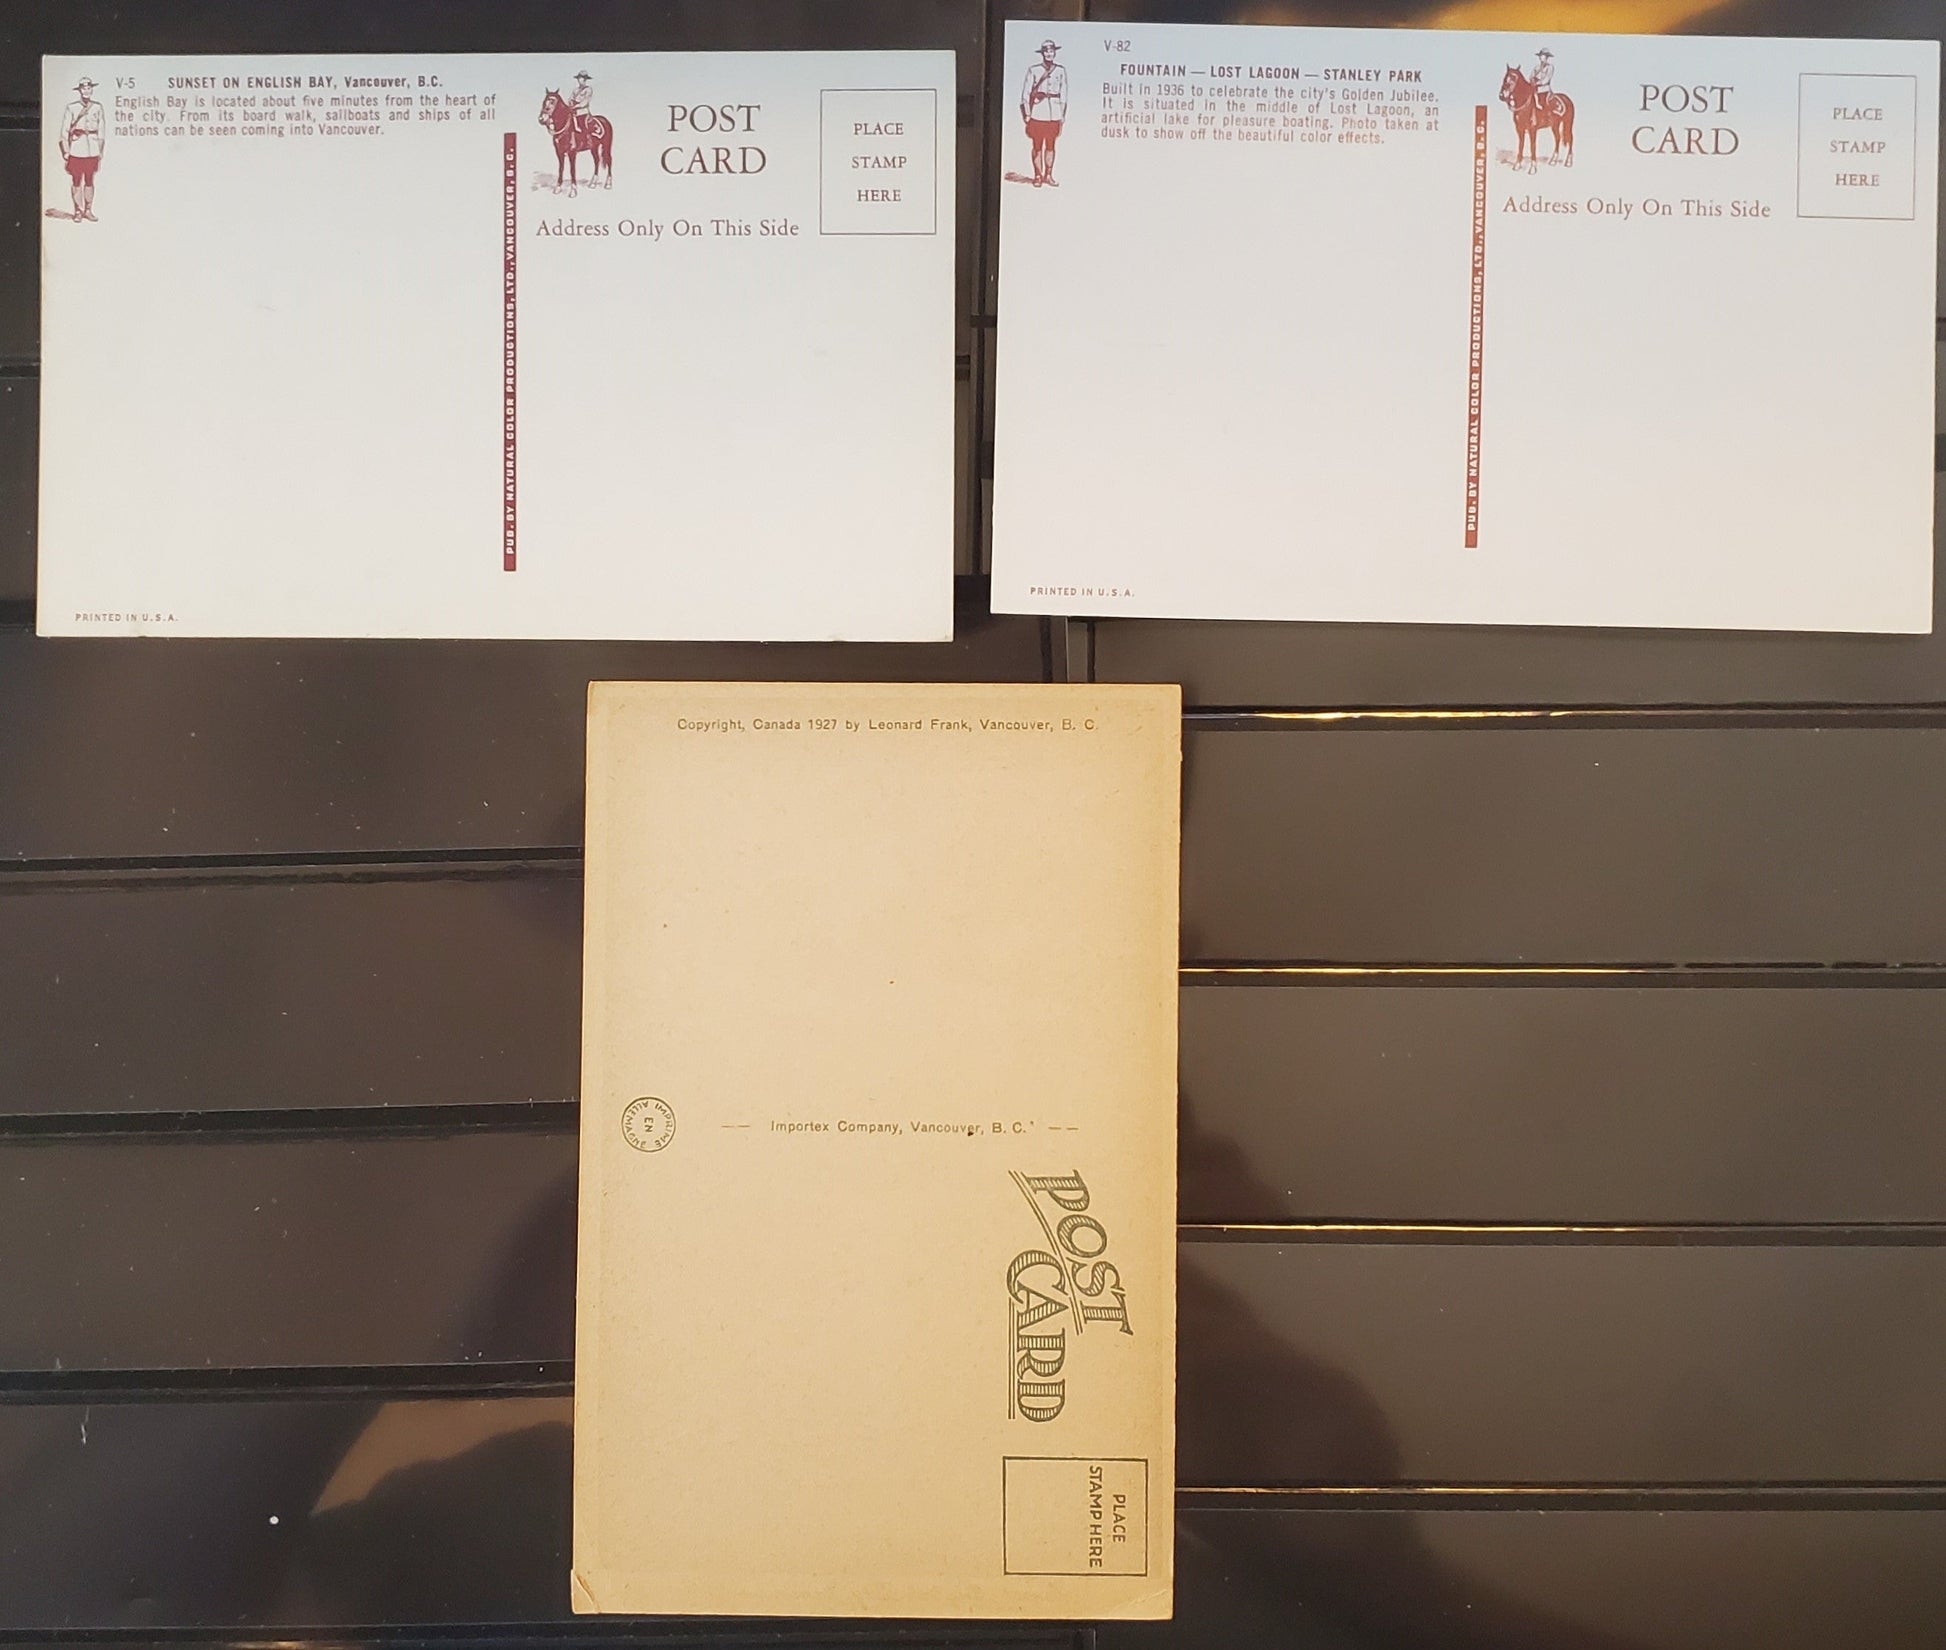 V-5 SUNSET ON ENGLISH BAY, Vancouver, B.C.
English Bay is located about five minutes from the heart of
the city. From its board walk, sailboats and ships of all
nations can be seen coming into Vancouver.
PUB. BY NATURAL COLOR PRODUCTIONS, LTD., VANCOUVER, B.C.
POST
CARD
Address Only On This Side
PLACE
STAMP
HERE
PRINTED IN U.S.A.
V-82
FOUNTAIN — LOST LAGOON — STANLEY PARK
Built in 1936 to celebrate the city's Golden Jubilee.
It is situated in the middle of Lost Lagoon, an
artificial lake for pleasure boating. Photo taken at
dusk to show off the beautiful color effects.
PUB. BY NATURAL COLOR PRODUCTIONS, LTD., VANCOUVER, B.C.
POST
CARD
Address Only On This Side
PLACE
STAMP
HERE
PRINTED IN U.S.A.
Copyright, Canada 1927 by Leonard Frank, Vancouver, B. C.
IMPRIMÉ
EN
ALLEMAGNE
—— Importex Company, Vancouver, B. C. ——
POST
CARD
PLACE
STAMP HERE